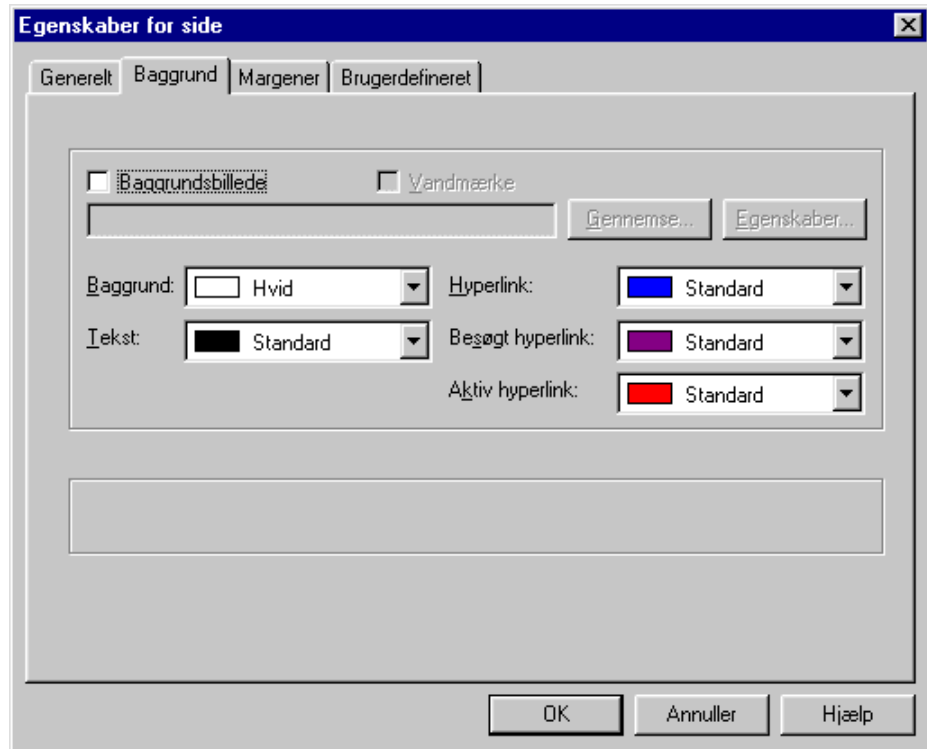 Egenskaber for side
Generelt Baggrund Margener Brugerdefineret
Baggrundsbillede Vandmærke
Gennemse... Egenskaber...
Baggrund: Hvid Hyperlink: Standard
Tekst: Standard Besøgt hyperlink: Standard
Aktiv hyperlink: Standard
OK Annuller Hjælp